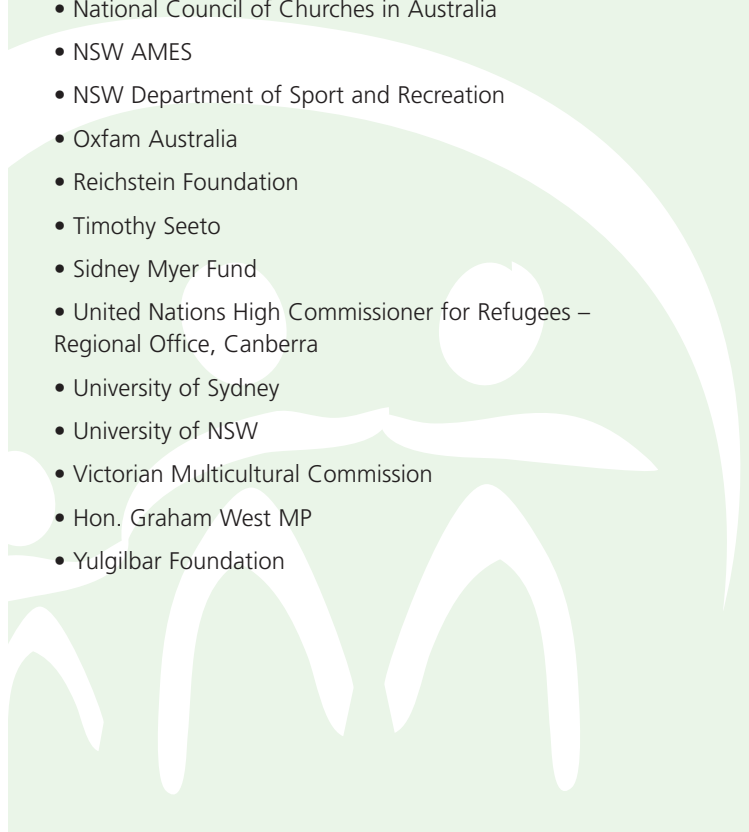 • National Council of Churches in Australia
• NSW AMES
• NSW Department of Sport and Recreation
• Oxfam Australia
• Reichstein Foundation
• Timothy Seeto
• Sidney Myer Fund
• United Nations High Commissioner for Refugees –
Regional Office, Canberra
• University of Sydney
• University of NSW
• Victorian Multicultural Commission
• Hon. Graham West MP
• Yulgilbar Foundation